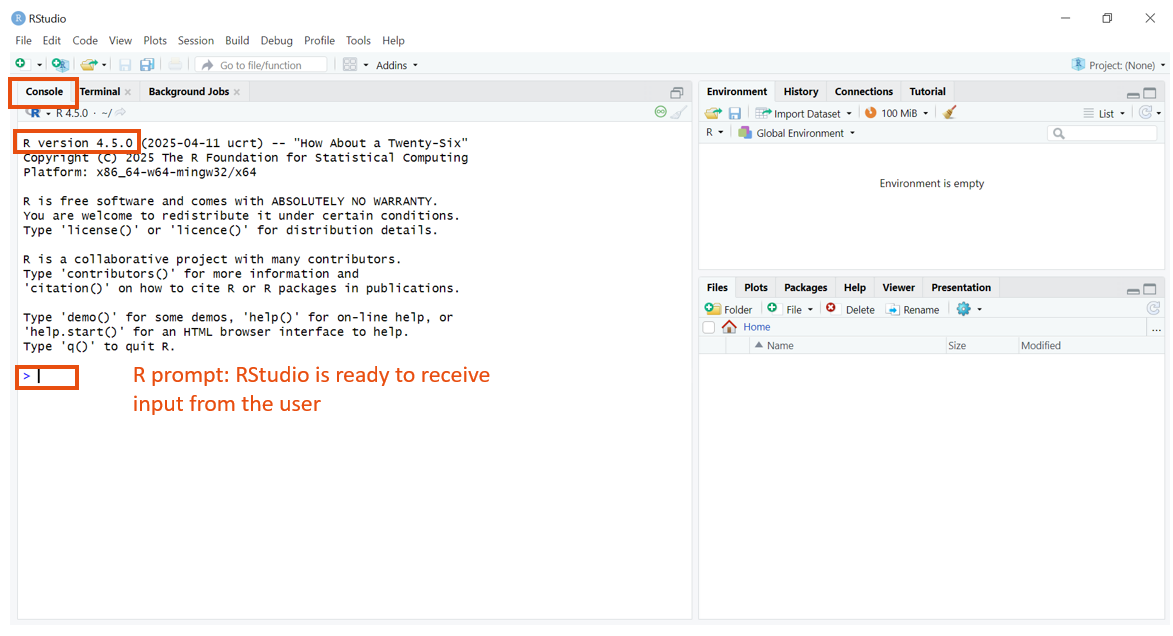 RStudio
File Edit Code View Plots Session Build Debug Profile Tools Help
Go to file/function Addins Project: (None)
Console Terminal Background Jobs
R R 4.5.0 · ~/
R version 4.5.0 (2025-04-11 ucrt) -- "How About a Twenty-Six"
Copyright (C) 2025 The R Foundation for Statistical Computing
Platform: x86_64-w64-mingw32/x64
R is free software and comes with ABSOLUTELY NO WARRANTY.
You are welcome to redistribute it under certain conditions.
Type 'license()' or 'licence()' for distribution details.
R is a collaborative project with many contributors.
Type 'contributors()' for more information and
'citation()' on how to cite R or R packages in publications.
Type 'demo()' for some demos, 'help()' for on-line help, or
'help.start()' for an HTML browser interface to help.
Type 'q()' to quit R.
>
R prompt: RStudio is ready to receive
input from the user
Environment History Connections Tutorial
Import Dataset 100 MiB List
R Global Environment
Environment is empty
Files Plots Packages Help Viewer Presentation
Folder File Delete Rename
Home ...
Name Size Modified